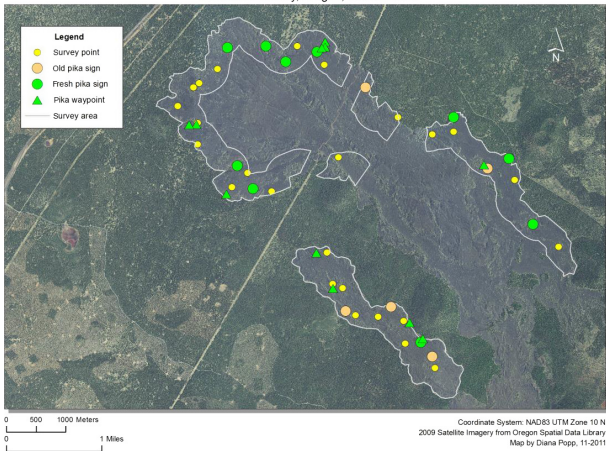 Legend
Survey point
Old pika sign
Fresh pika sign
Pika waypoint
Survey area
N
0 500 1000 Meters
0 1 Miles
Coordinate System: NAD83 UTM Zone 10 N
2009 Satellite Imagery from Oregon Spatial Data Library
Map by Diana Popp, 11-2011